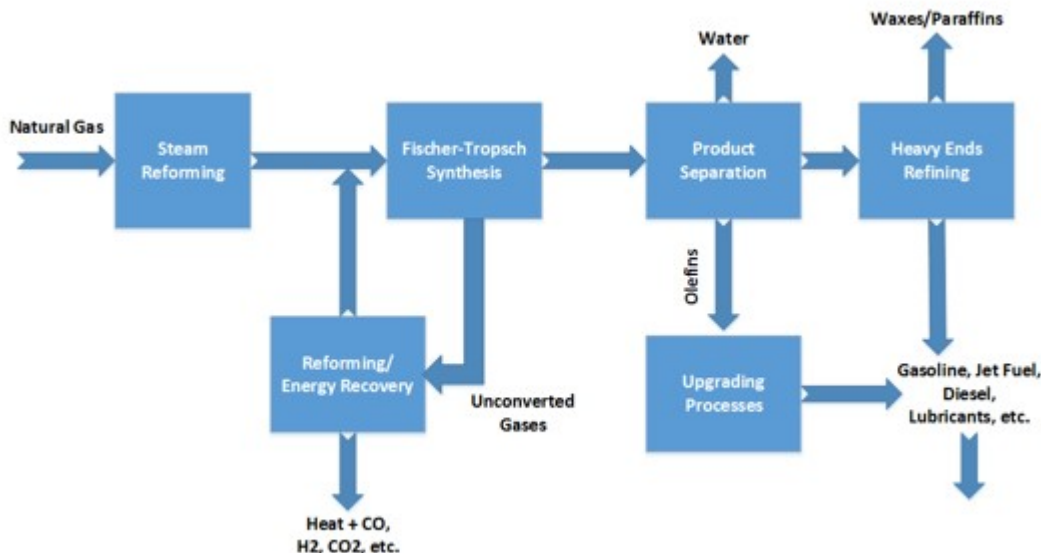 Water
Waxes/Paraffins
Natural Gas
Steam
Reforming
Fischer-Tropsch
Synthesis
Product
Separation
Heavy Ends
Refining
Olefins
Reforming/
Energy Recovery
Unconverted
Gases
Upgrading
Processes
Gasoline, Jet Fuel,
Diesel,
Lubricants, etc.
Heat + CO,
H2, CO2, etc.